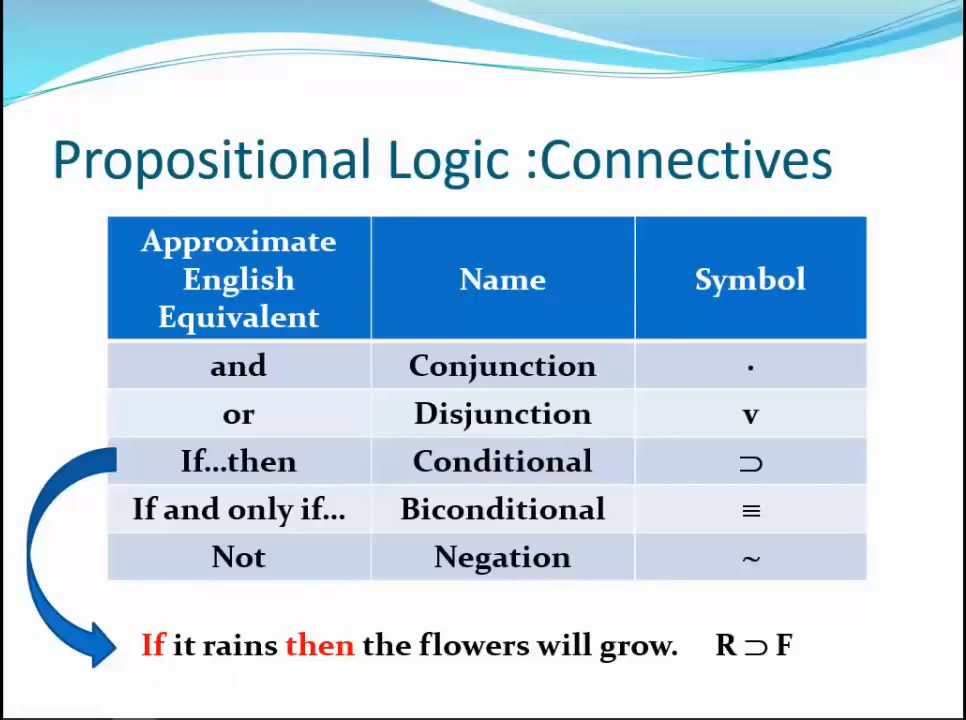 Propositional Logic :Connectives
Approximate English Equivalent Name Symbol
and Conjunction ·
or Disjunction v
If...then Conditional ⊃
If and only if... Biconditional ≡
Not Negation ~
If it rains then the flowers will grow. R ⊃ F